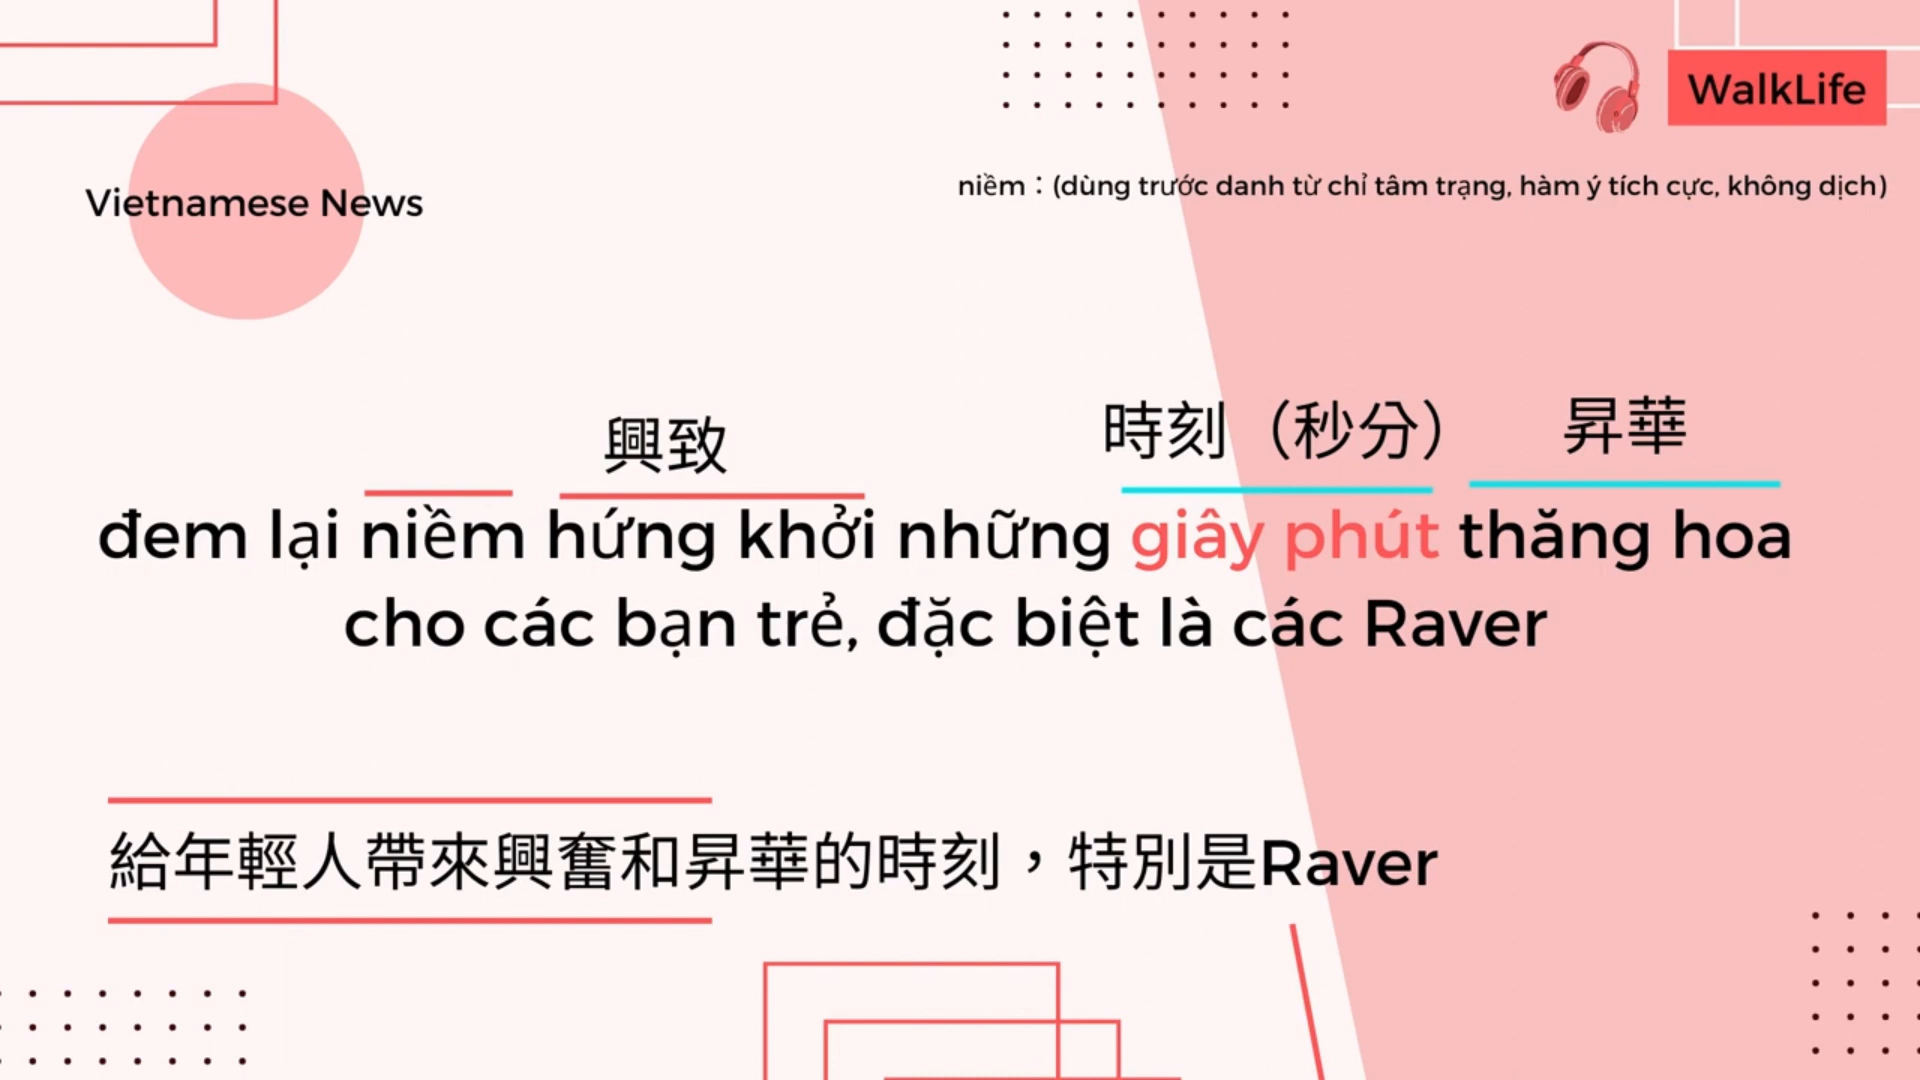 WalkLife
Vietnamese News
niềm：(dùng trước danh từ chỉ tâm trạng, hàm ý tích cực, không dịch)
興致 時刻（秒分） 昇華
đem lại niềm hứng khởi những giây phút thăng hoa
cho các bạn trẻ, đặc biệt là các Raver
給年輕人帶來興奮和昇華的時刻，特別是Raver